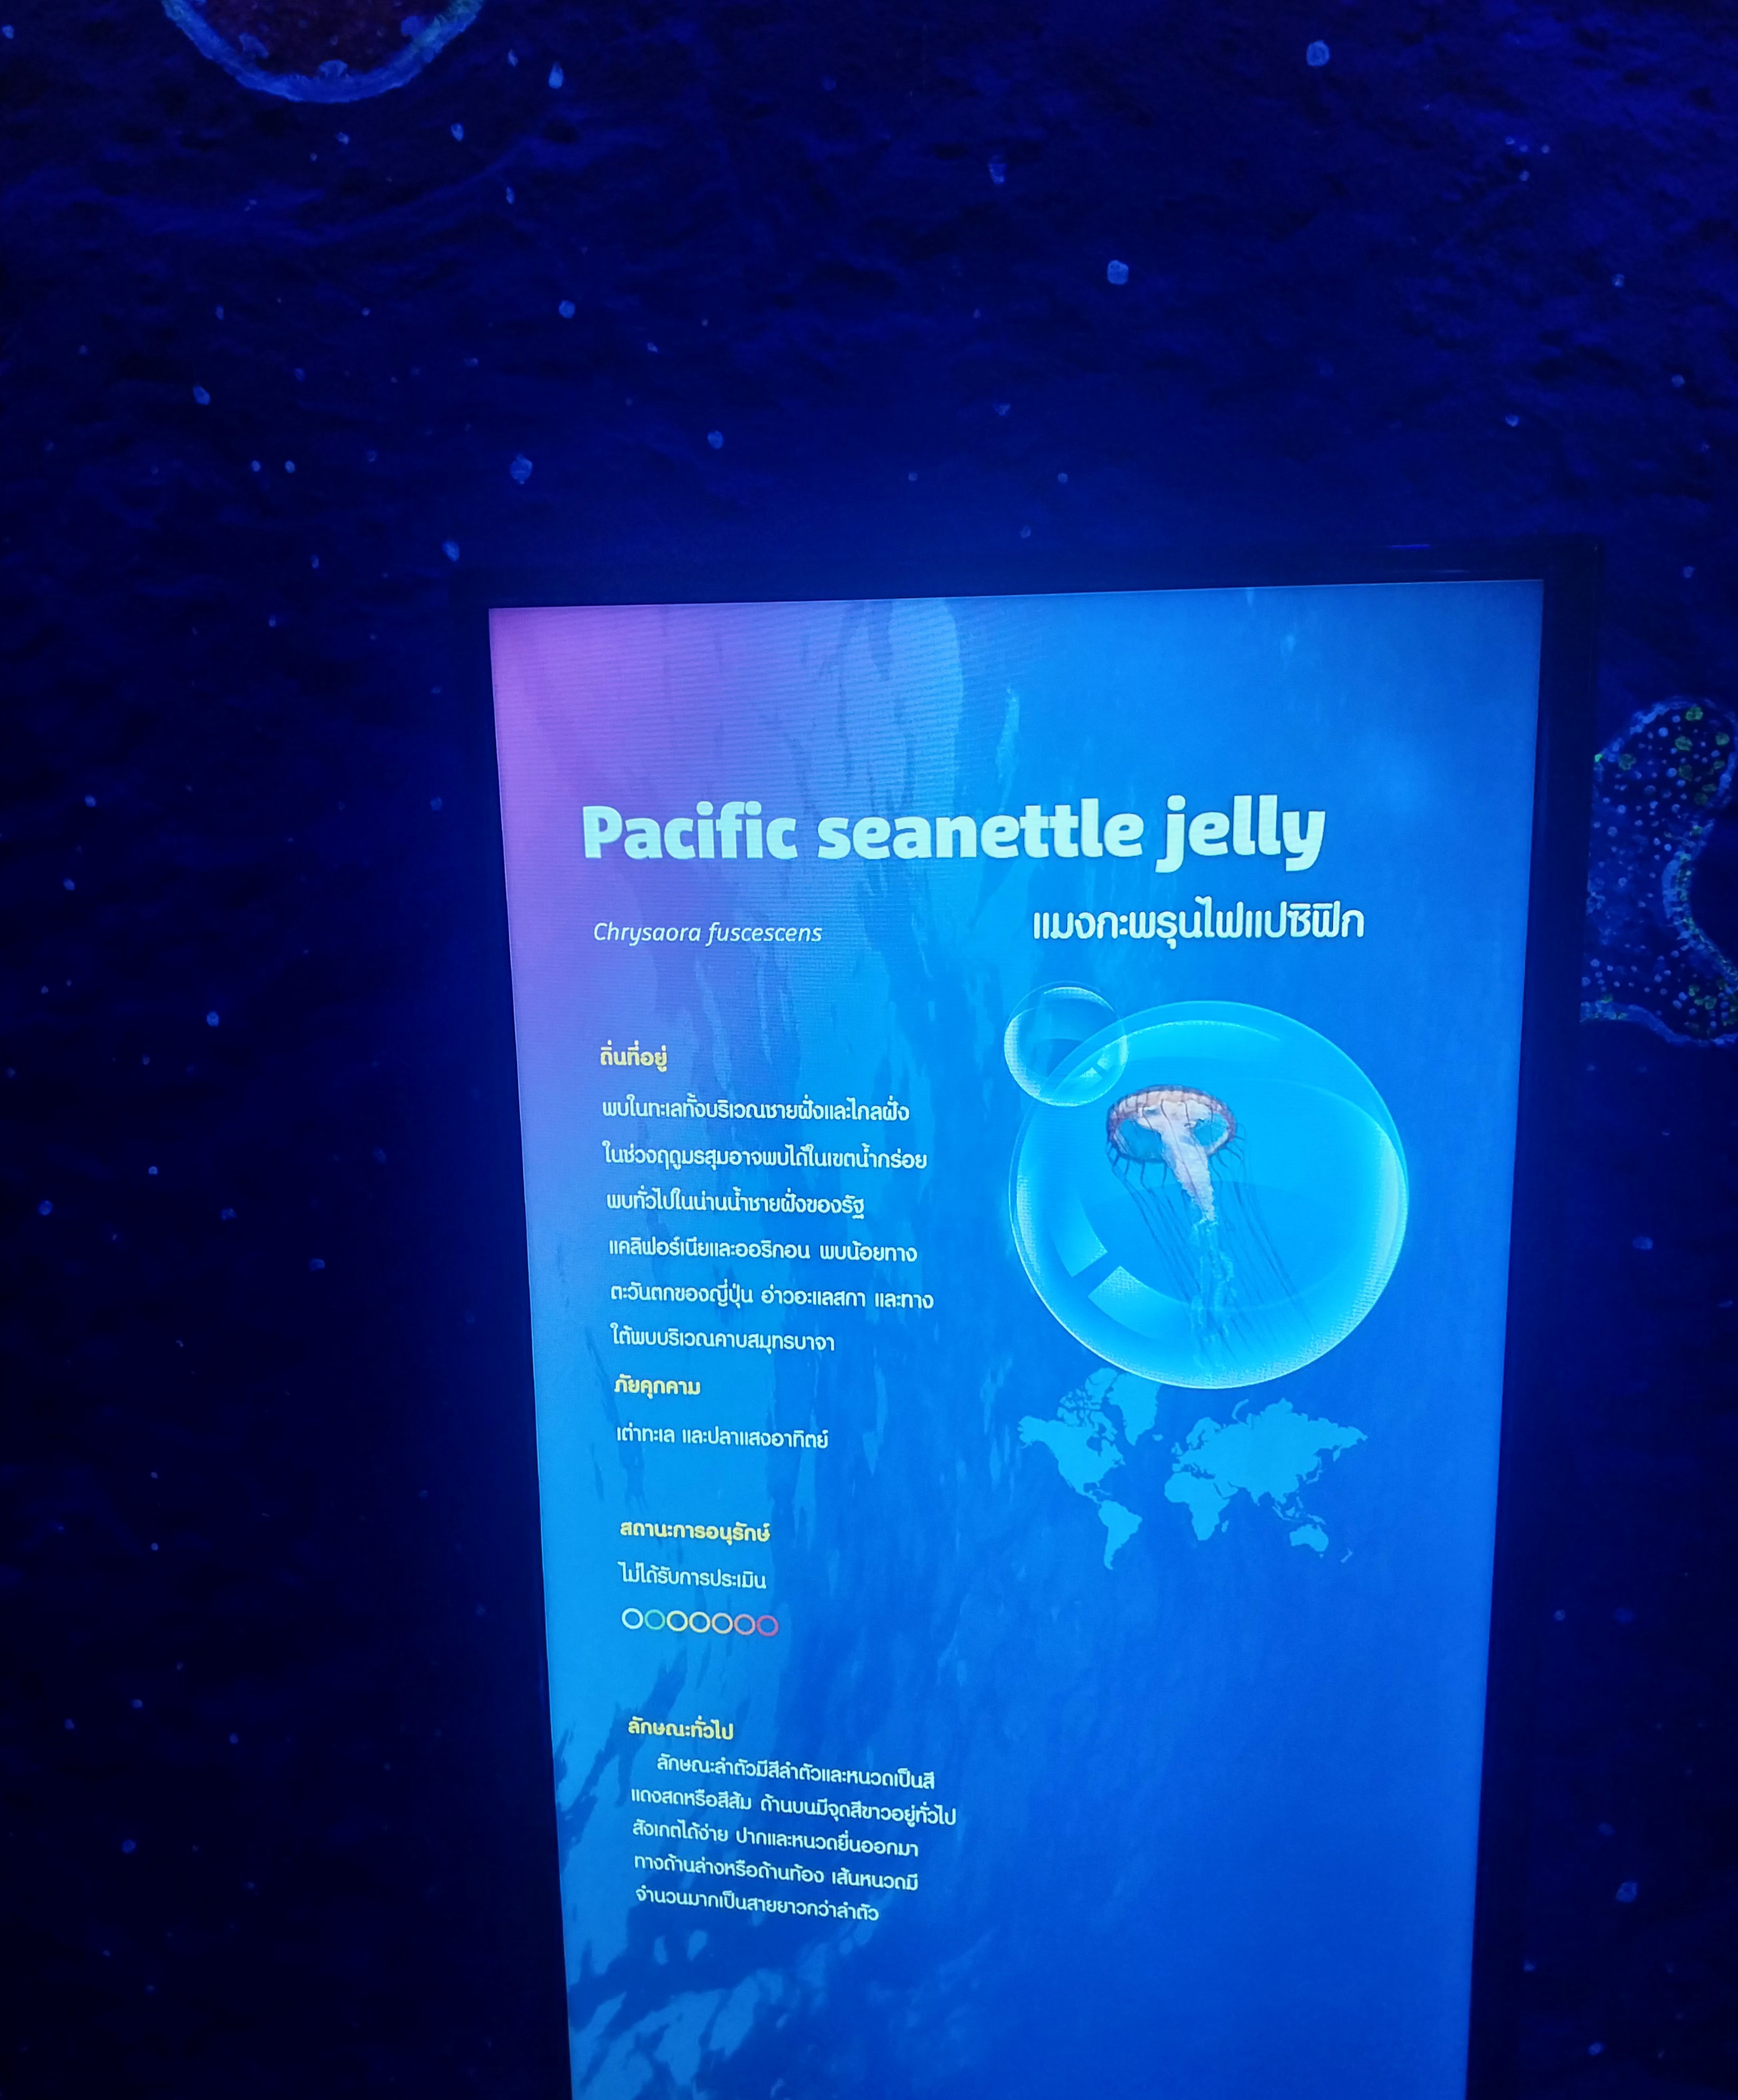 Pacific seanettle jelly
Chrysaora fuscescens
แมงกะพรุนไฟแปซิฟิก
ถิ่นที่อยู่
พบในทะเลทั้งบริเวณชายฝั่งและไกลฝั่ง
ในช่วงฤดูมรสุมอาจพบได้ในเขตน้ำกร่อย
พบทั่วไปในน่านน้ำชายฝั่งของรัฐ
แคลิฟอร์เนียและออริกอน พบน้อยทาง
ตะวันตกของญี่ปุ่น อ่าวอะแลสกา และทาง
ใต้พบบริเวณคาบสมุทรบาจา
ภัยคุกคาม
เต่าทะเล และปลาแสงอาทิตย์
สถานะการอนุรักษ์
ไม่ได้รับการประเมิน
ลักษณะทั่วไป
ลักษณะลำตัวมีสีลำตัวและหนวดเป็นสี
แดงสดหรือสีส้ม ด้านบนมีจุดสีขาวอยู่ทั่วไป
สังเกตได้ง่าย ปากและหนวดยื่นออกมา
ทางด้านล่างหรือด้านท้อง เส้นหนวดมี
จำนวนมากเป็นสายยาวกว่าลำตัว